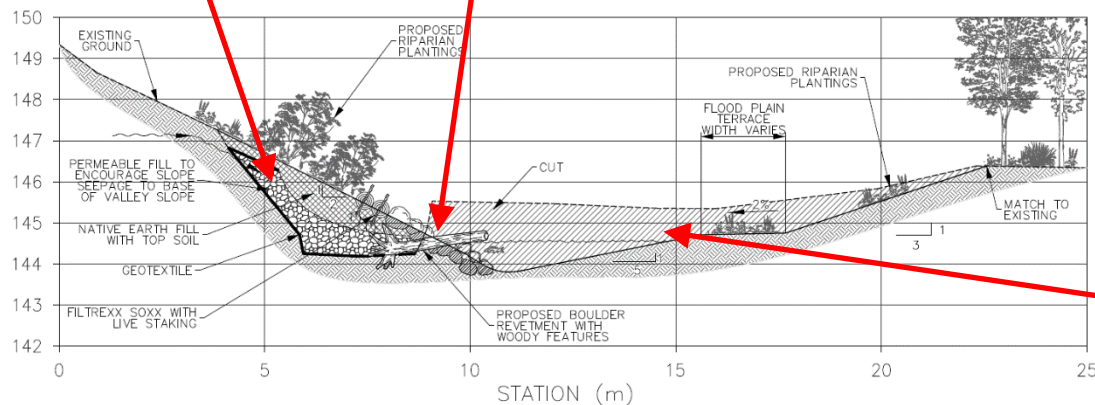 150
149
148
147
146
145
144
143
142
EXISTING
GROUND
PROPOSED
RIPARIAN
PLANTINGS
PERMEABLE FILL TO
ENCOURAGE SLOPE
SEEPAGE TO BASE
OF VALLEY SLOPE
NATIVE EARTH FILL
WITH TOP SOIL
GEOTEXTILE
FILTREXX SOXX WITH
LIVE STAKING
PROPOSED BOULDER
REVETMENT WITH
WOODY FEATURES
CUT
FLOOD PLAIN
TERRACE
WIDTH VARIES
2%
PROPOSED RIPARIAN
PLANTINGS
MATCH TO
EXISTING
1
5
1
3
0
5
10
15
20
25
STATION (m)